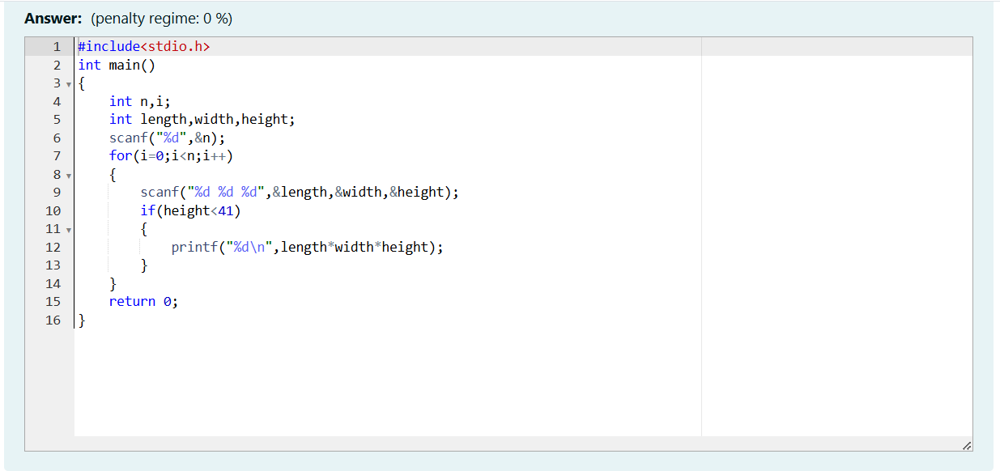 Answer: (penalty regime: 0 %)
1 #include<stdio.h>
2 int main()
3 {
4     int n,i;
5     int length,width,height;
6     scanf("%d",&n);
7     for(i=0;i<n;i++)
8     {
9         scanf("%d %d %d",&length,&width,&height);
10         if(height<41)
11         {
12             printf("%d\n",length*width*height);
13         }
14     }
15     return 0;
16 }